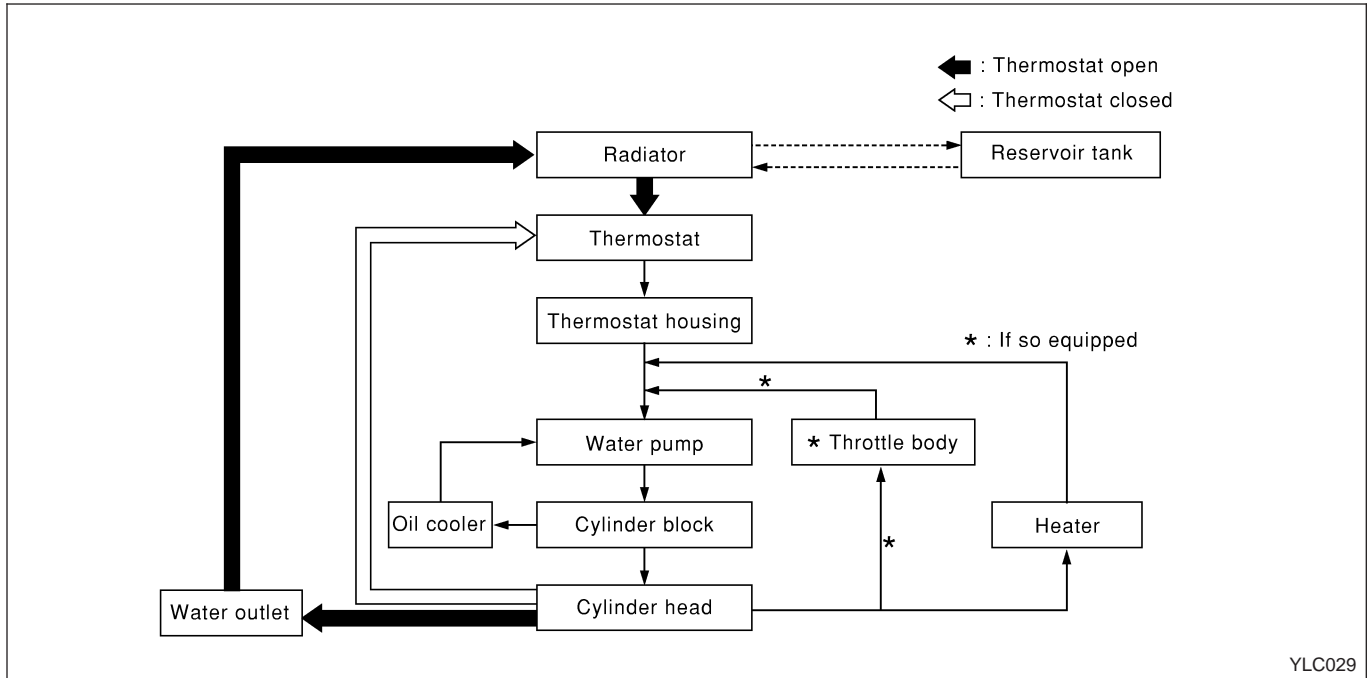 : Thermostat open
: Thermostat closed
Radiator
Reservoir tank
Thermostat
Thermostat housing
* : If so equipped
*
Water pump
* Throttle body
Oil cooler
Cylinder block
*
Heater
Water outlet
Cylinder head
YLC029